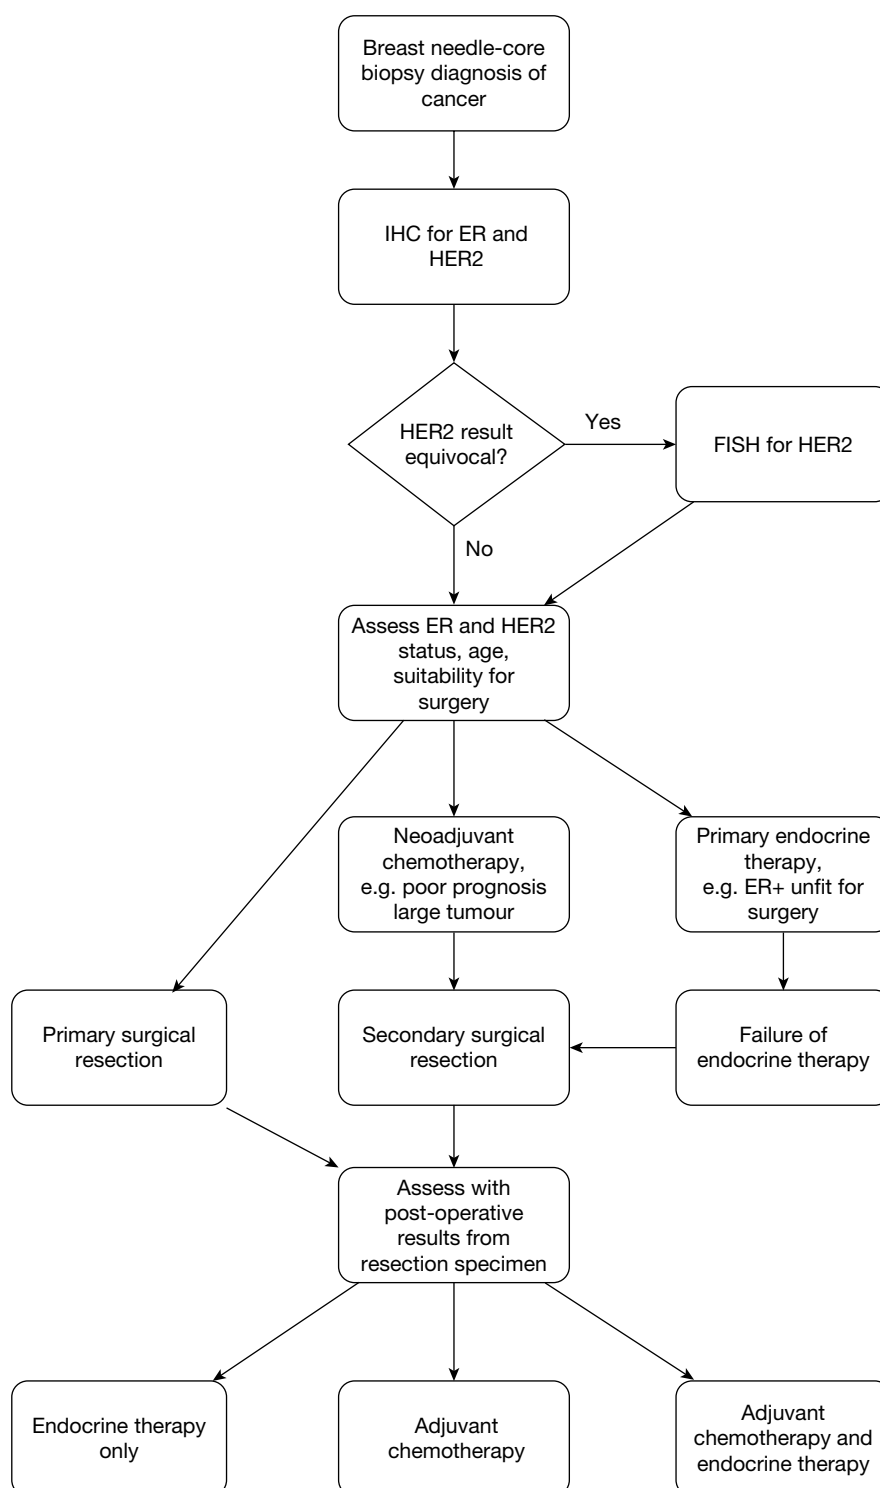 Breast needle-core
biopsy diagnosis of
cancer
IHC for ER and
HER2
HER2 result
equivocal?
Yes
FISH for HER2
No
Assess ER and HER2
status, age,
suitability for
surgery
Neoadjuvant
chemotherapy,
e.g. poor prognosis
large tumour
Primary endocrine
therapy,
e.g. ER+ unfit for
surgery
Primary surgical
resection
Secondary surgical
resection
Failure of
endocrine therapy
Assess with
post-operative
results from
resection specimen
Endocrine therapy
only
Adjuvant
chemotherapy
Adjuvant
chemotherapy and
endocrine therapy